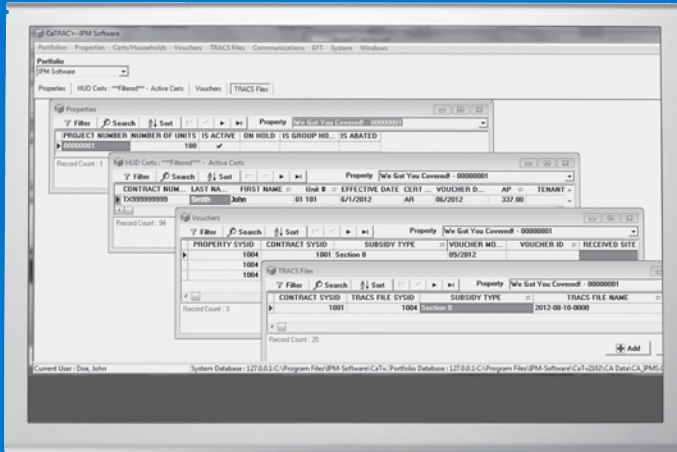 CaTRAC'r--IPM Software
Portfolios Properties Certs/Households Vouchers TRACS Files Communications EFT System Windows
Portfolio
IPM Software
Properties HUD Certs : ***Filtered*** - Active Certs Vouchers TRACS Files
Properties
Filter Search Sort Property We Got You Covered! - 00000001
PROJECT NUMBER NUMBER OF UNITS IS ACTIVE ON HOLD IS GROUP HO... IS ABATED
00000001 100
Record Count : 1
HUD Certs : ***Filtered*** - Active Certs
Filter Search Sort Property We Got You Covered! - 00000001
CONTRACT NUM... LAST NA... FIRST NAME Unit # EFFECTIVE DATE CERT ... VOUCHER D... AP TENANT
TX999999999 Smith John 01 101 6/1/2012 AR 06/2012 337.00
Record Count : 94
Vouchers
Filter Search Sort Property We Got You Covered! - 00000001
PROPERTY SYSID CONTRACT SYSID SUBSIDY TYPE VOUCHER MO... VOUCHER ID RECEIVED SITE
1004 1001 Section 8 09/2012
1004
1004
Record Count : 3
TRACS Files
Filter Search Sort Property We Got You Covered! - 00000001
CONTRACT SYSID TRACS FILE SYSID SUBSIDY TYPE TRACS FILE NAME
1001 1004 Section 8 2012-08-10-0000
Record Count : 20
Add
Current User : Doe, John System Database : 127.0.0.1:C:\Program Files\IPM-Software\CaTv Portfolio Database : 127.0.0.1:C:\Program Files\IPM-Software\CaTv2102\CA Data\CA_IPMS.